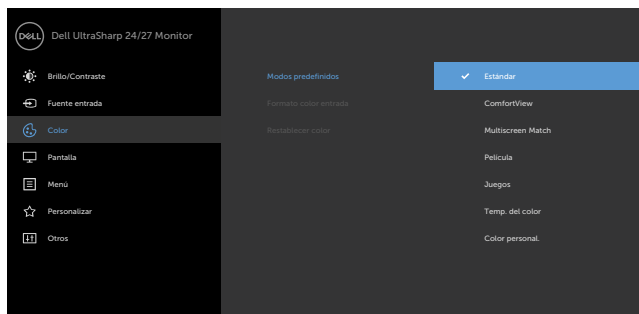 DELL
Dell UltraSharp 24/27 Monitor
Brillo/Contraste
Fuente entrada
Color
Pantalla
Menú
Personalizar
Otros
Modos predefinidos
Formato color entrada
Restablecer color
Estándar
ComfortView
Multiscreen Match
Película
Juegos
Temp. del color
Color personal.